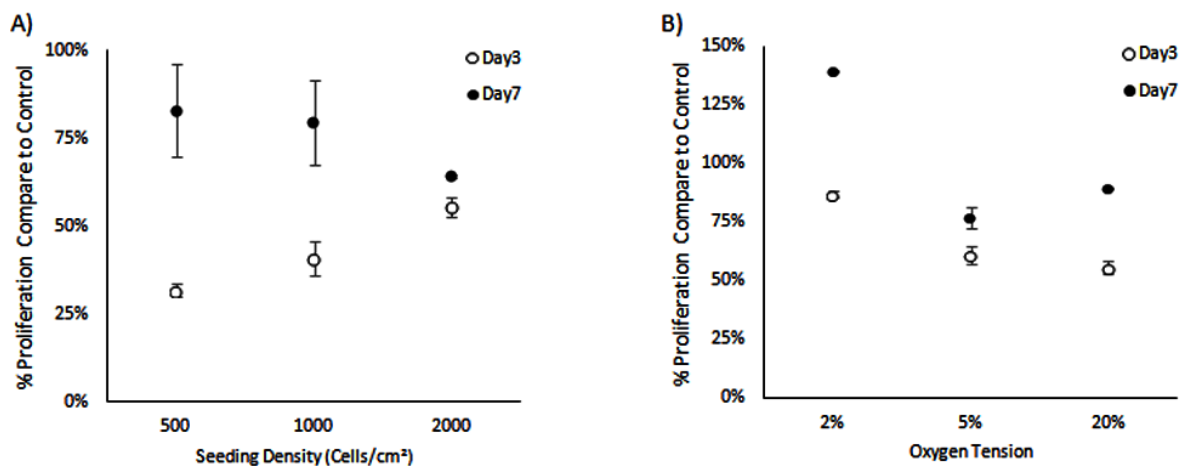 A)
100%
75%
50%
25%
0%
% Proliferation Compare to Control
Day3
Day7
500 1000 2000
Seeding Density (Cells/cm²)
B)
150%
125%
100%
75%
50%
25%
0%
% Proliferation Compare to Control
Day3
Day7
2% 5% 20%
Oxygen Tension